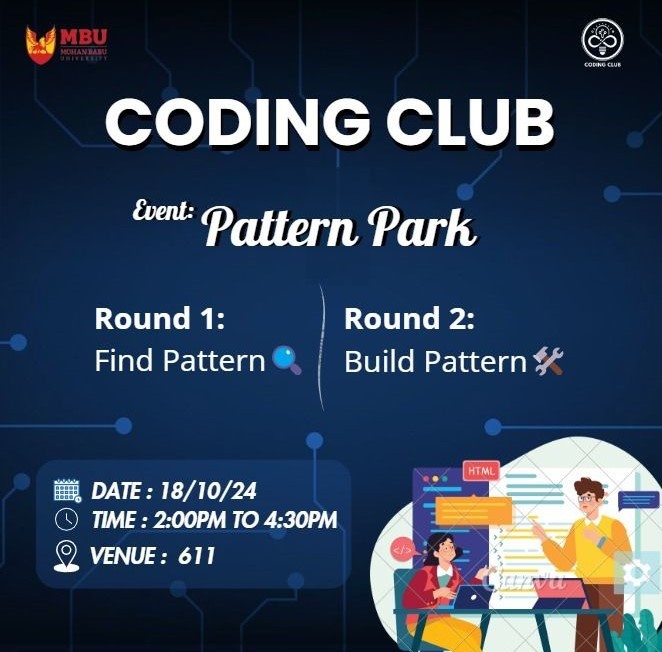 MBU
MOHAN BABU
UNIVERSITY
CODING CLUB
CODING CLUB
Event: Pattern Park
Round 1:
Find Pattern
Round 2:
Build Pattern
DATE : 18/10/24
TIME : 2:00PM TO 4:30PM
VENUE : 611
HTML
</>
Canva